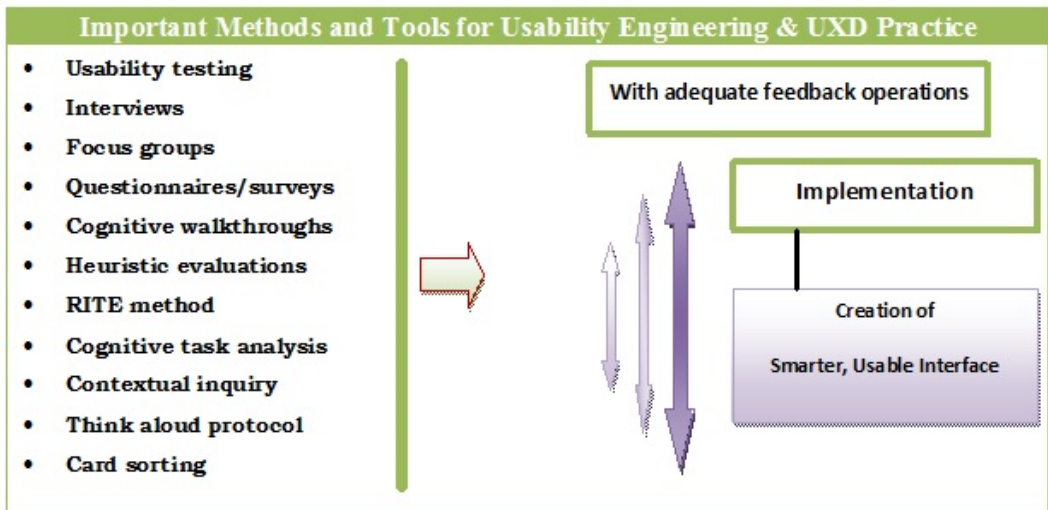 Important Methods and Tools for Usability Engineering & UXD Practice
• Usability testing
• Interviews
• Focus groups
• Questionnaires/surveys
• Cognitive walkthroughs
• Heuristic evaluations
• RITE method
• Cognitive task analysis
• Contextual inquiry
• Think aloud protocol
• Card sorting
With adequate feedback operations
Implementation
Creation of
Smarter, Usable Interface